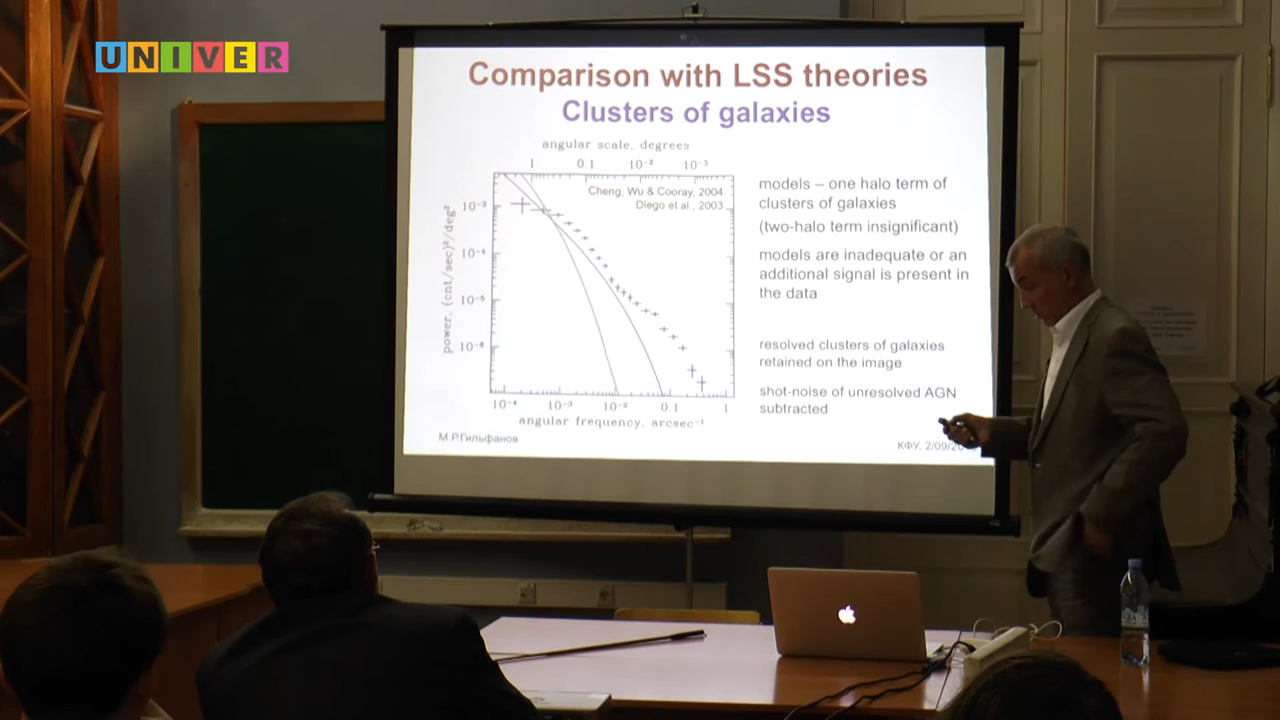 UNIVER
Comparison with LSS theories
Clusters of galaxies
angular scale, degrees
1 0.1 10⁻² 10⁻³
Cheng, Wu & Cooray, 2004
Diego et al., 2003
power, (cnt/sec)²/deg²
10⁻³
10⁻⁴
10⁻⁵
10⁻⁶
10⁻⁴ 10⁻³ 10⁻² 0.1 1
angular frequency, arcsec⁻¹
models – one halo term of
clusters of galaxies
(two-halo term insignificant)
models are inadequate or an
additional signal is present in
the data
resolved clusters of galaxies
retained on the image
shot-noise of unresolved AGN
subtracted
М.Р.Гильфанов
КФУ, 2/09/20